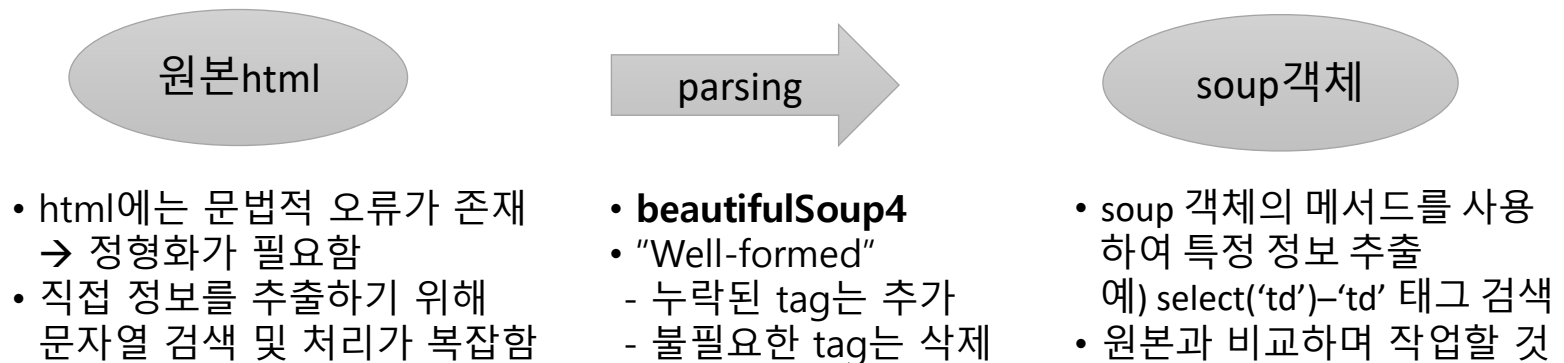 원본html
parsing
soup객체
• html에는 문법적 오류가 존재
→ 정형화가 필요함
• 직접 정보를 추출하기 위해
문자열 검색 및 처리가 복잡함
• beautifulSoup4
• "Well-formed"
- 누락된 tag는 추가
- 불필요한 tag는 삭제
• soup 객체의 메서드를 사용
하여 특정 정보 추출
예) select(‘td’)–‘td’ 태그 검색
• 원본과 비교하며 작업할 것